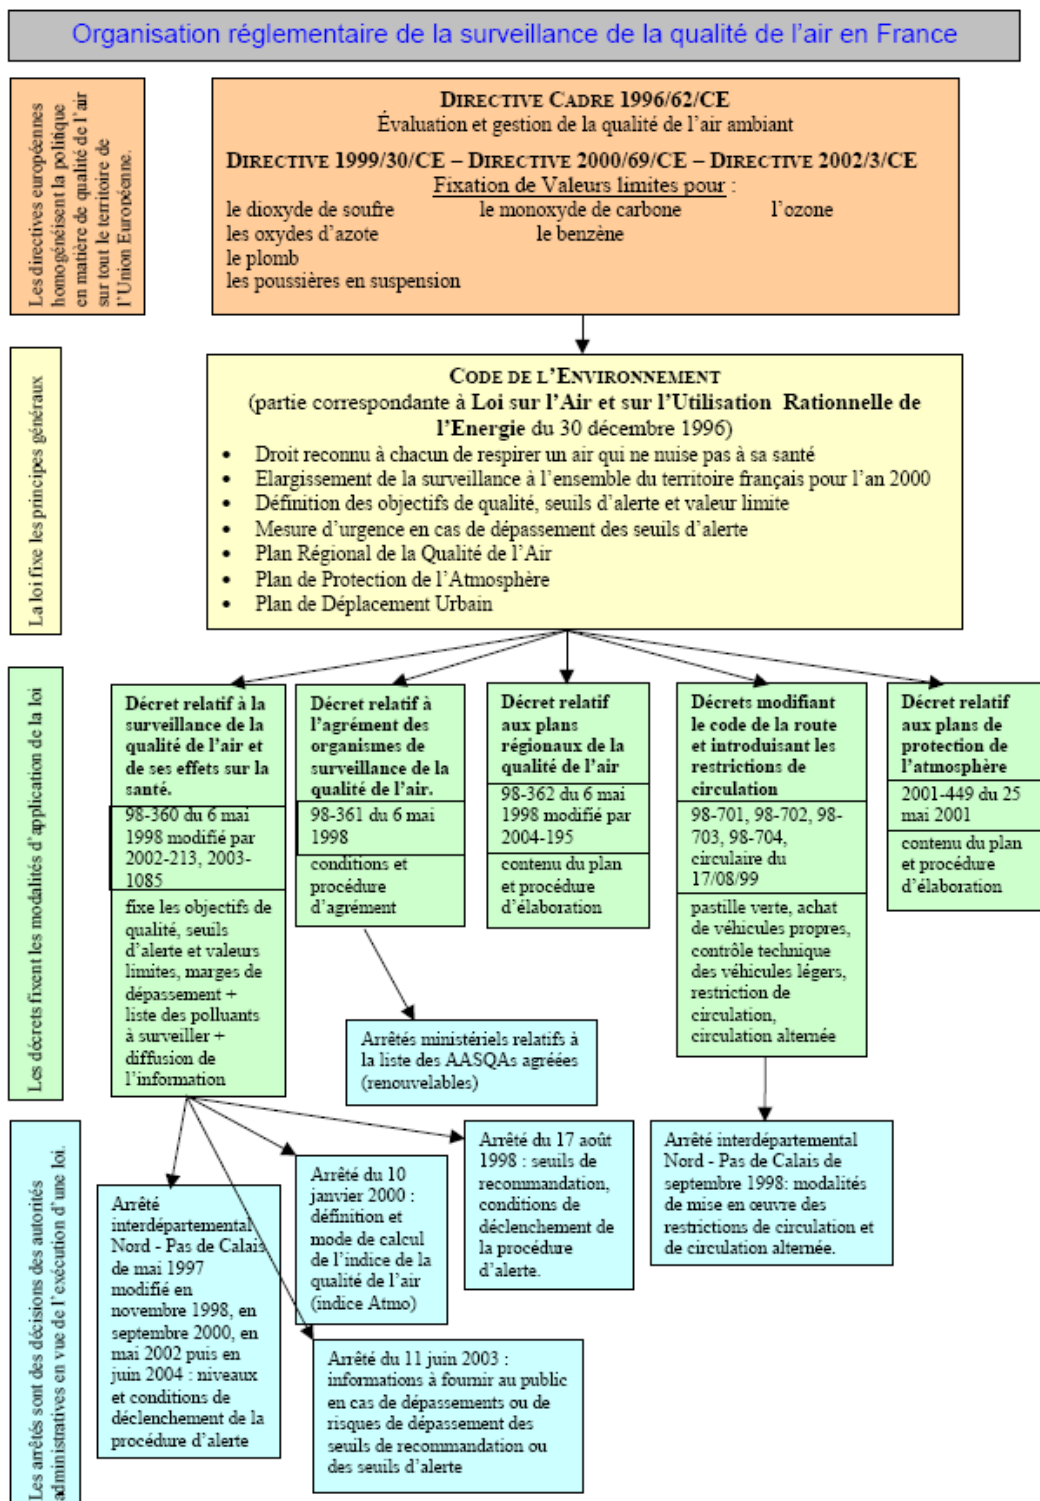 Organisation réglementaire de la surveillance de la qualité de l'air en France
Les directives européennes
homogénéisent la politique
en matière de qualité de l'air
sur tout le territoire de
l'Union Européenne.
DIRECTIVE CADRE 1996/62/CE
Évaluation et gestion de la qualité de l'air ambiant
DIRECTIVE 1999/30/CE – DIRECTIVE 2000/69/CE – DIRECTIVE 2002/3/CE
Fixation de Valeurs limites pour :
le dioxyde de soufre le monoxyde de carbone l'ozone
les oxydes d'azote le benzène
le plomb
les poussières en suspension
La loi fixe les principes généraux
CODE DE L'ENVIRONNEMENT
(partie correspondante à Loi sur l'Air et sur l'Utilisation Rationnelle de
l'Energie du 30 décembre 1996)
• Droit reconnu à chacun de respirer un air qui ne nuise pas à sa santé
• Elargissement de la surveillance à l'ensemble du territoire français pour l'an 2000
• Définition des objectifs de qualité, seuils d'alerte et valeur limite
• Mesure d'urgence en cas de dépassement des seuils d'alerte
• Plan Régional de la Qualité de l'Air
• Plan de Protection de l'Atmosphère
• Plan de Déplacement Urbain
Les décrets fixent les modalités d'application de la loi
Décret relatif à la
surveillance de la
qualité de l'air et
de ses effets sur la
santé.
98-360 du 6 mai
1998 modifié par
2002-213, 2003-
1085
fixe les objectifs de
qualité, seuils
d'alerte et valeurs
limites, marges de
dépassement +
liste des polluants
à surveiller +
diffusion de
l'information
Décret relatif à
l'agrément des
organismes de
surveillance de la
qualité de l'air.
98-361 du 6 mai
1998
conditions et
procédure
d'agrément
Décret relatif
aux plans
régionaux de la
qualité de l'air
98-362 du 6 mai
1998 modifié par
2004-195
contenu du plan
et procédure
d'élaboration
Décrets modifiant
le code de la route
et introduisant les
restrictions de
circulation
98-701, 98-702, 98-
703, 98-704,
circulaire du
17/08/99
pastille verte, achat
de véhicules propres,
contrôle technique
des véhicules légers,
restriction de
circulation,
circulation alternée
Décret relatif
aux plans de
protection de
l'atmosphère
2001-449 du 25
mai 2001
contenu du plan
et procédure
d'élaboration
Arrêtés ministériels relatifs à
la liste des AASQAs agréées
(renouvelables)
Les arrêtés sont des décisions des autorités
administratives en vue de l'exécution d'une loi.
Arrêté
interdépartemental
Nord - Pas de Calais
de mai 1997
modifié en
novembre 1998, en
septembre 2000, en
mai 2002 puis en
juin 2004 : niveaux
et conditions de
déclenchement de la
procédure d'alerte
Arrêté du 10
janvier 2000 :
définition et
mode de calcul
de l'indice de la
qualité de l'air
(indice Atmo)
Arrêté du 17 août
1998 : seuils de
recommandation,
conditions de
déclenchement de
la procédure
d'alerte.
Arrêté interdépartemental
Nord - Pas de Calais de
septembre 1998: modalités
de mise en œuvre des
restrictions de circulation et
de circulation alternée.
Arrêté du 11 juin 2003 :
informations à fournir au public
en cas de dépassements ou de
risques de dépassement des
seuils de recommandation ou
des seuils d'alerte